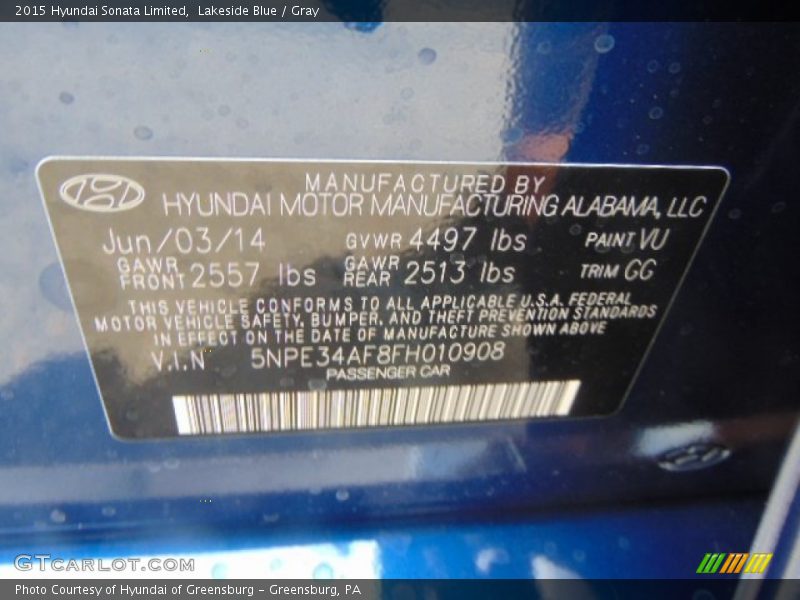 2015 Hyundai Sonata Limited, Lakeside Blue / Gray
MANUFACTURED BY
HYUNDAI MOTOR MANUFACTURING ALABAMA, LLC
Jun/03/14 GVWR 4497 lbs PAINT VU
GAWR FRONT 2557 lbs GAWR REAR 2513 lbs TRIM GG
THIS VEHICLE CONFORMS TO ALL APPLICABLE U.S.A. FEDERAL
MOTOR VEHICLE SAFETY, BUMPER, AND THEFT PREVENTION STANDARDS
IN EFFECT ON THE DATE OF MANUFACTURE SHOWN ABOVE
V.I.N 5NPE34AF8FH010908
PASSENGER CAR
GTCARLOT.COM
Photo Courtesy of Hyundai of Greensburg – Greensburg, PA